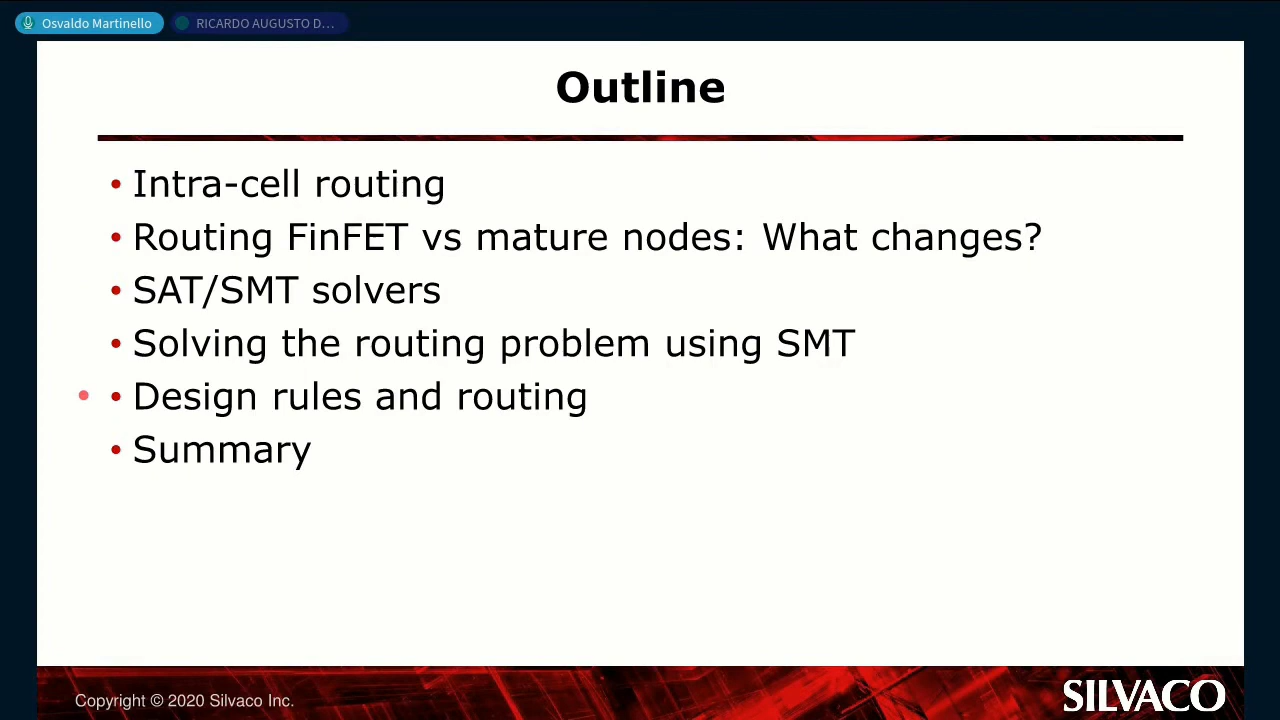 Osvaldo Martinello
RICARDO AUGUSTO D...
Outline
• Intra-cell routing
• Routing FinFET vs mature nodes: What changes?
• SAT/SMT solvers
• Solving the routing problem using SMT
• Design rules and routing
• Summary
Copyright © 2020 Silvaco Inc.
SILVACO